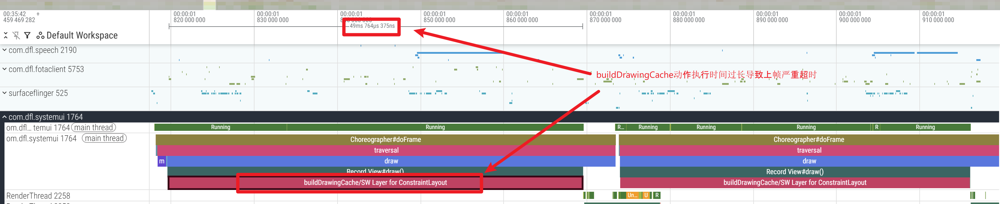 00:35:42 +
459 469 282
00:00:01
820 000 000
00:00:01
830 000 000
00:00:01
00:00:01
850 000 000
00:00:01
860 000 000
00:00:01
870 000 000
00:00:01
880 000 000
00:00:01
890 000 000
00:00:01
900 000 000
00:00:01
910 000 000
49ms 764µs 375ns
Default Workspace
com.dfl.speech 2190
com.dfl.fotaclient 5753
buildDrawingCache动作执行时间过长导致上帧严重超时
surfaceflinger 525
com.dfl.systemui 1764
om.dfl... temui 1764 main thread
Running
Running
R...
Running
Running
Running
R
Running
om.dfl.systemui 1764 main thread
Choreographer#doFrame
Choreographer#doFrame
traversal
traversal
m
draw
draw
Record View#draw()
Record View#draw()
buildDrawingCache/SW Layer for ConstraintLayout
buildDrawingCache/SW Layer for ConstraintLayout
RenderThread 2258
Un...
U
R